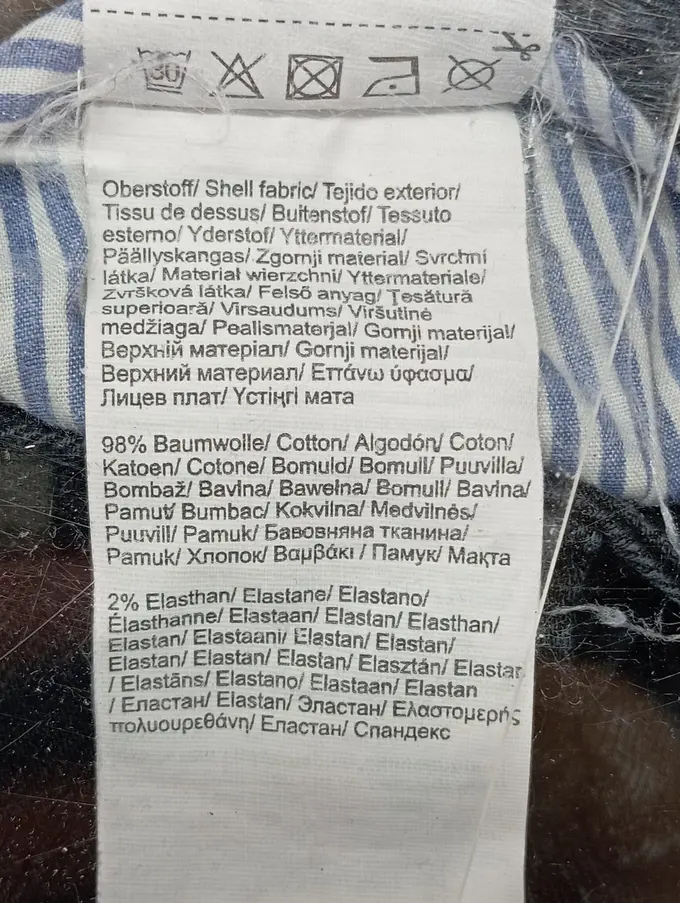 30
Oberstoff/ Shell fabric/ Tejido exterior/
Tissu de dessus/ Buitenstof/ Tessuto
esterno/ Yderstof/ Yttermaterial/
Päällyskangas/ Zgornji material/ Svrchní
látka/ Materiał wierzchni/ Yttermateriale/
Zvršková látka/ Felső anyag/ Țesătură
superioară/ Virsaudums/ Viršutinė
medžiaga/ Pealismaterjal/ Gornji materijal/
Верхній матеріал/ Gornji materijal/
Верхний материал/ Επάνω ύφασμα/
Лицев плат/ Үстіңгі мата
98% Baumwolle/ Cotton/ Algodón/ Coton/
Katoen/ Cotone/ Bomuld/ Bomull/ Puuvilla/
Bombaž/ Bavlna/ Bawełna/ Bomull/ Bavlna/
Pamut/ Bumbac/ Kokvilna/ Medvilnės/
Puuvill/ Pamuk/ Бавовняна тканина/
Pamuk/ Хлопок/ Βαμβάκι / Памук/ Мақта
2% Elasthan/ Elastane/ Elastano/
Élasthanne/ Elastaan/ Elastan/ Elasthan/
Elastan/ Elastaani/ Elastan/ Elastan/
Elastan/ Elastan/ Elastan/ Elasztán/ Elastan
/ Elastāns/ Elastano/ Elastaan/ Elastan
/ Еластан/ Elastan/ Эластан/ Ελαστομερής
πολυουρεθάνη/ Еластан/ Спандекс